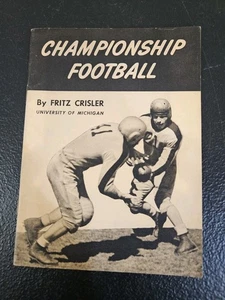 CHAMPIONSHIP
FOOTBALL
By FRITZ CRISLER
UNIVERSITY OF MICHIGAN